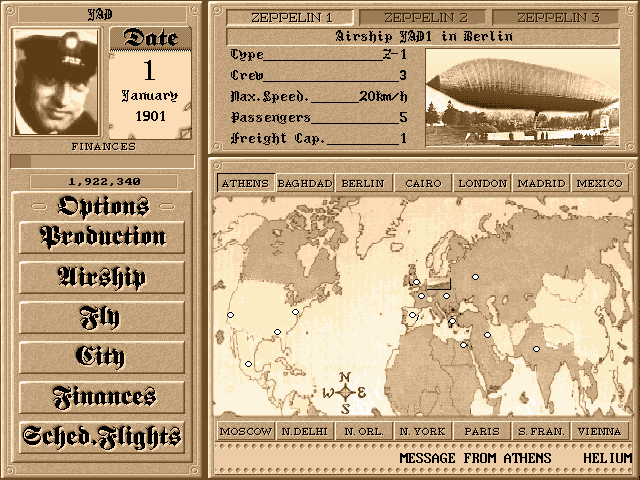 JAD
Date
1
January
1901
FINANCES
1,922,340
Options
Production
Airship
Fly
City
Finances
Sched.Flights
ZEPPELIN 1 ZEPPELIN 2 ZEPPELIN 3
Airship JAD1 in Berlin
Type Z-1
Crew 3
Max.Speed. 20km/h
Passengers 5
Freight Cap. 1
ATHENS BAGHDAD BERLIN CAIRO LONDON MADRID MEXICO
N
W E
S
MOSCOW N.DELHI N. ORL. N. YORK PARIS S. FRAN. VIENNA
MESSAGE FROM ATHENS HELIUM